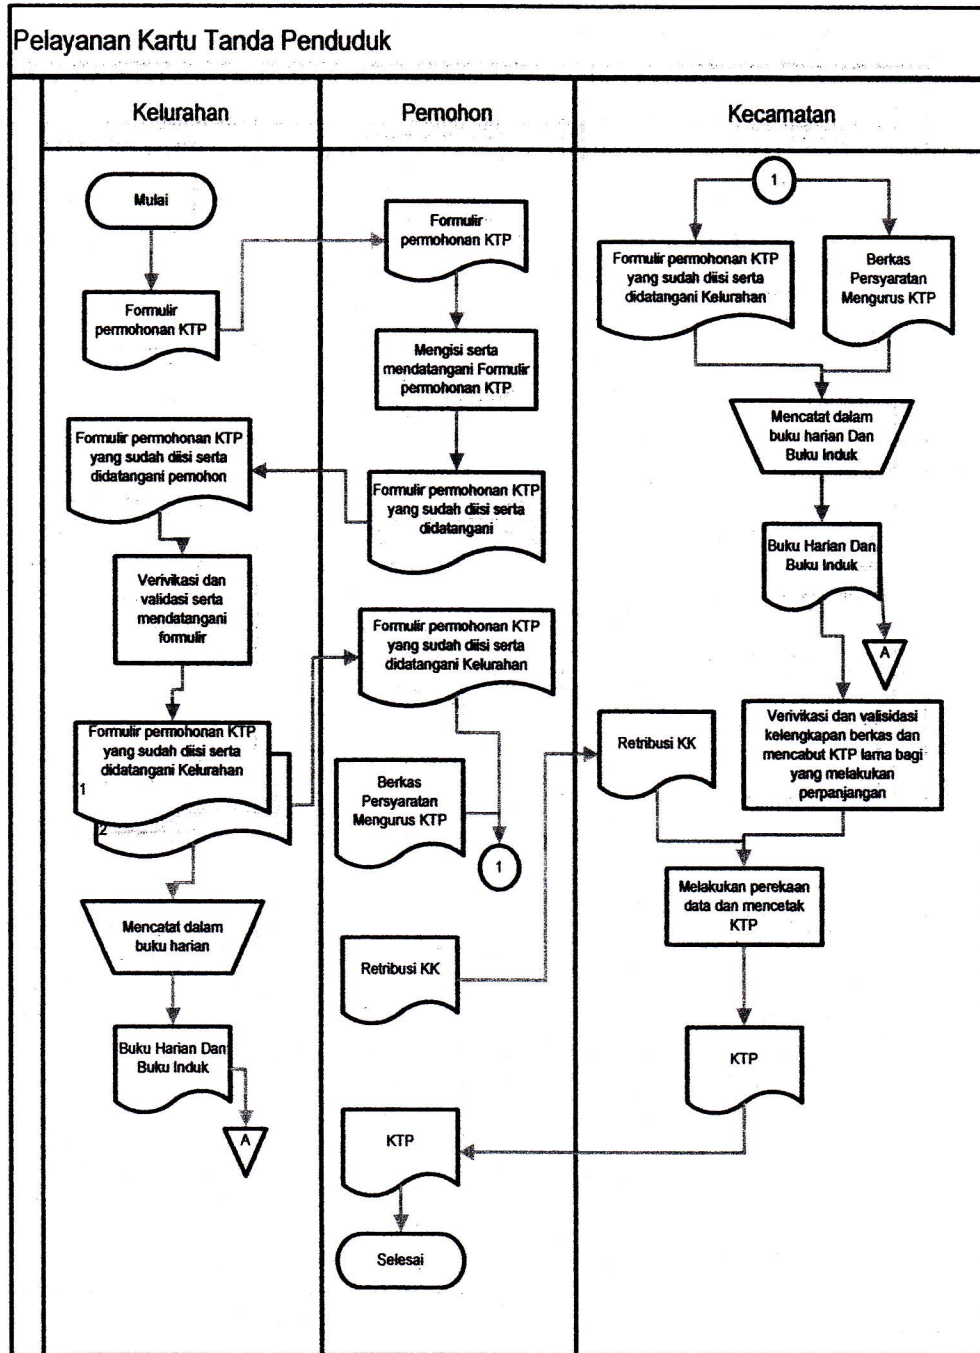 Pelayanan Kartu Tanda Penduduk
Kelurahan
Pemohon
Kecamatan
Mulai
Formulir
permohonan KTP
Formulir permohonan KTP
yang sudah diisi serta
didatangani pemohon
Verivikasi dan
validasi serta
mendatangani
formulir
Formulir permohonan KTP
yang sudah diisi serta
didatangani Kelurahan
1
2
Mencatat dalam
buku harian
Buku Harian Dan
Buku Induk
A
Formulir
permohonan KTP
Mengisi serta
mendatangani Formulir
permohonan KTP
Formulir permohonan KTP
yang sudah diisi serta
didatangani
Formulir permohonan KTP
yang sudah diisi serta
didatangani Kelurahan
Berkas
Persyaratan
Mengurus KTP
1
Retribusi KK
KTP
Selesai
1
Formulir permohonan KTP
yang sudah diisi serta
didatangani Kelurahan
Berkas
Persyaratan
Mengurus KTP
Mencatat dalam
buku harian Dan
Buku Induk
Buku Harian Dan
Buku Induk
A
Retribusi KK
Verivikasi dan valisidasi
kelengkapan berkas dan
mencabut KTP lama bagi
yang melakukan
perpanjangan
Melakukan perekaan
data dan mencetak
KTP
KTP